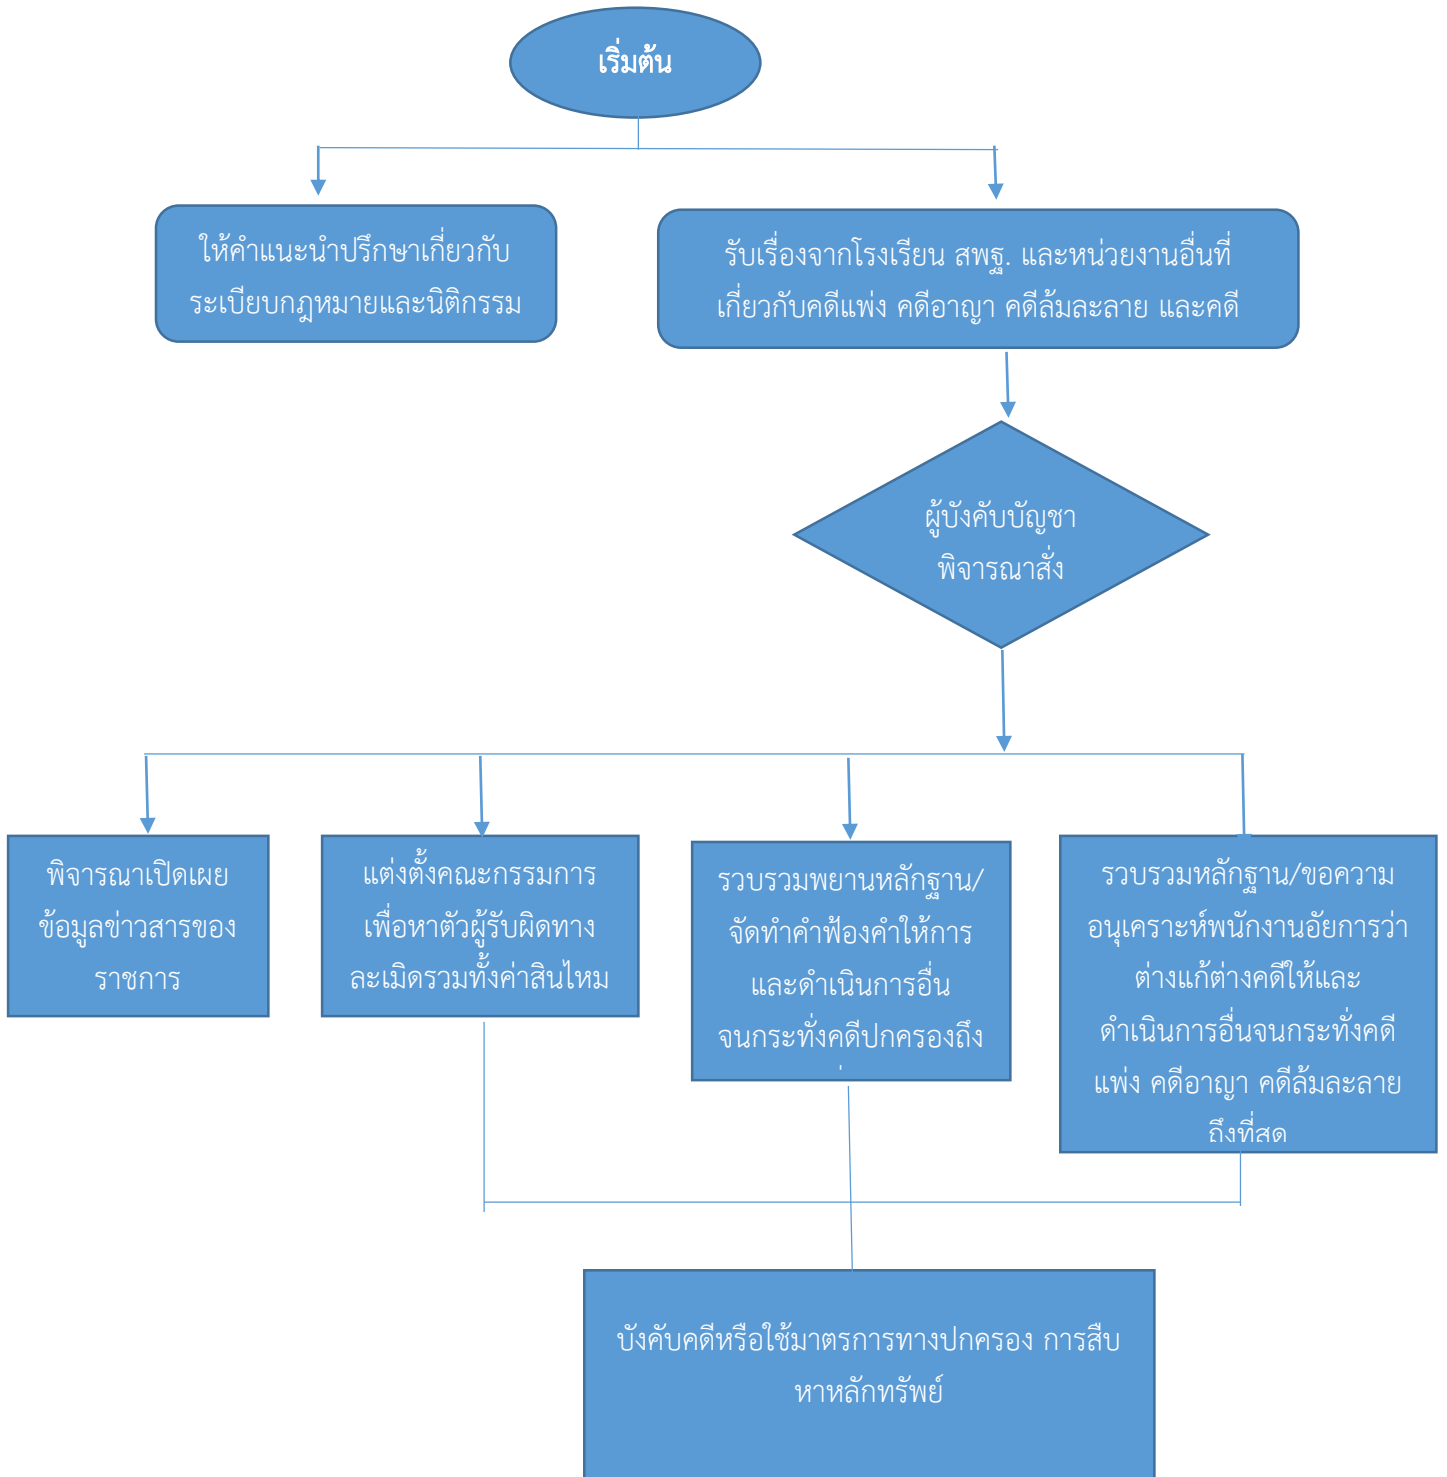 เริ่มต้น
ให้คำแนะนำปรึกษาเกี่ยวกับ
ระเบียบกฎหมายและนิติกรรม
รับเรื่องจากโรงเรียน สพฐ. และหน่วยงานอื่นที่
เกี่ยวกับคดีแพ่ง คดีอาญา คดีล้มละลาย และคดี
ผู้บังคับบัญชา
พิจารณาสั่ง
พิจารณาเปิดเผย
ข้อมูลข่าวสารของ
ราชการ
แต่งตั้งคณะกรรมการ
เพื่อหาตัวผู้รับผิดทาง
ละเมิดรวมทั้งค่าสินไหม
รวบรวมพยานหลักฐาน/
จัดทำคำฟ้องคำให้การ
และดำเนินการอื่น
จนกระทั่งคดีปกครองถึง
รวบรวมหลักฐาน/ขอความ
อนุเคราะห์พนักงานอัยการว่า
ต่างแก้ต่างคดีให้และ
ดำเนินการอื่นจนกระทั่งคดี
แพ่ง คดีอาญา คดีล้มละลาย
ถึงที่สุด
บังคับคดีหรือใช้มาตรการทางปกครอง การสืบ
หาหลักทรัพย์